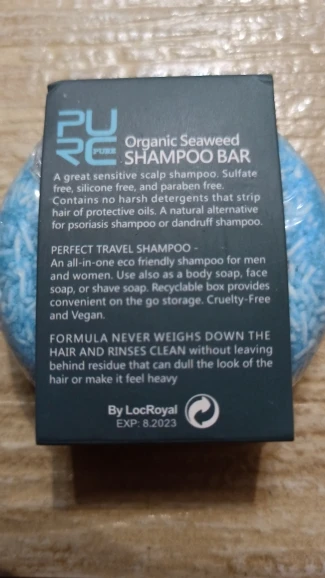 PU
RE PURE
Organic Seaweed
SHAMPOO BAR
A great sensitive scalp shampoo. Sulfate
free, silicone free, and paraben free.
Contains no harsh detergents that strip
hair of protective oils. A natural alternative
for psoriasis shampoo or dandruff shampoo.
PERFECT TRAVEL SHAMPOO -
An all-in-one eco friendly shampoo for men
and women. Use also as a body soap, face
soap, or shave soap. Recyclable box provides
convenient on the go storage. Cruelty-Free
and Vegan.
FORMULA NEVER WEIGHS DOWN THE
HAIR AND RINSES CLEAN without leaving
behind residue that can dull the look of the
hair or make it feel heavy
By LocRoyal
EXP: 8.2023